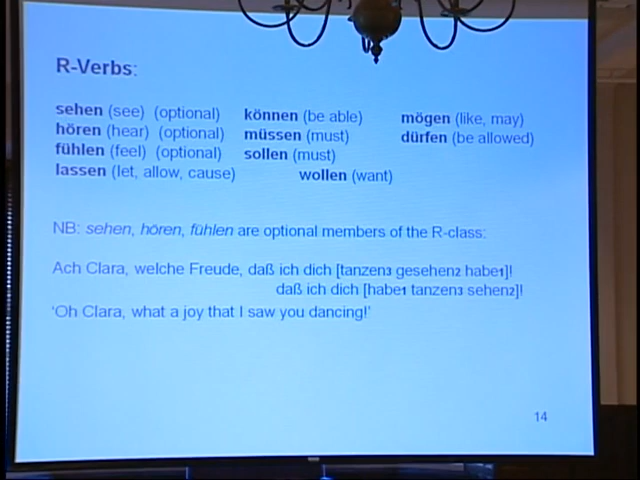 R-Verbs:
sehen (see) (optional) können (be able) mögen (like, may)
hören (hear) (optional) müssen (must) dürfen (be allowed)
fühlen (feel) (optional) sollen (must)
lassen (let, allow, cause) wollen (want)
NB: sehen, hören, fühlen are optional members of the R-class:
Ach Clara, welche Freude, daß ich dich [tanzen3 gesehen2 habe1]!
daß ich dich [habe1 tanzen3 sehen2]!
‘Oh Clara, what a joy that I saw you dancing!’
14